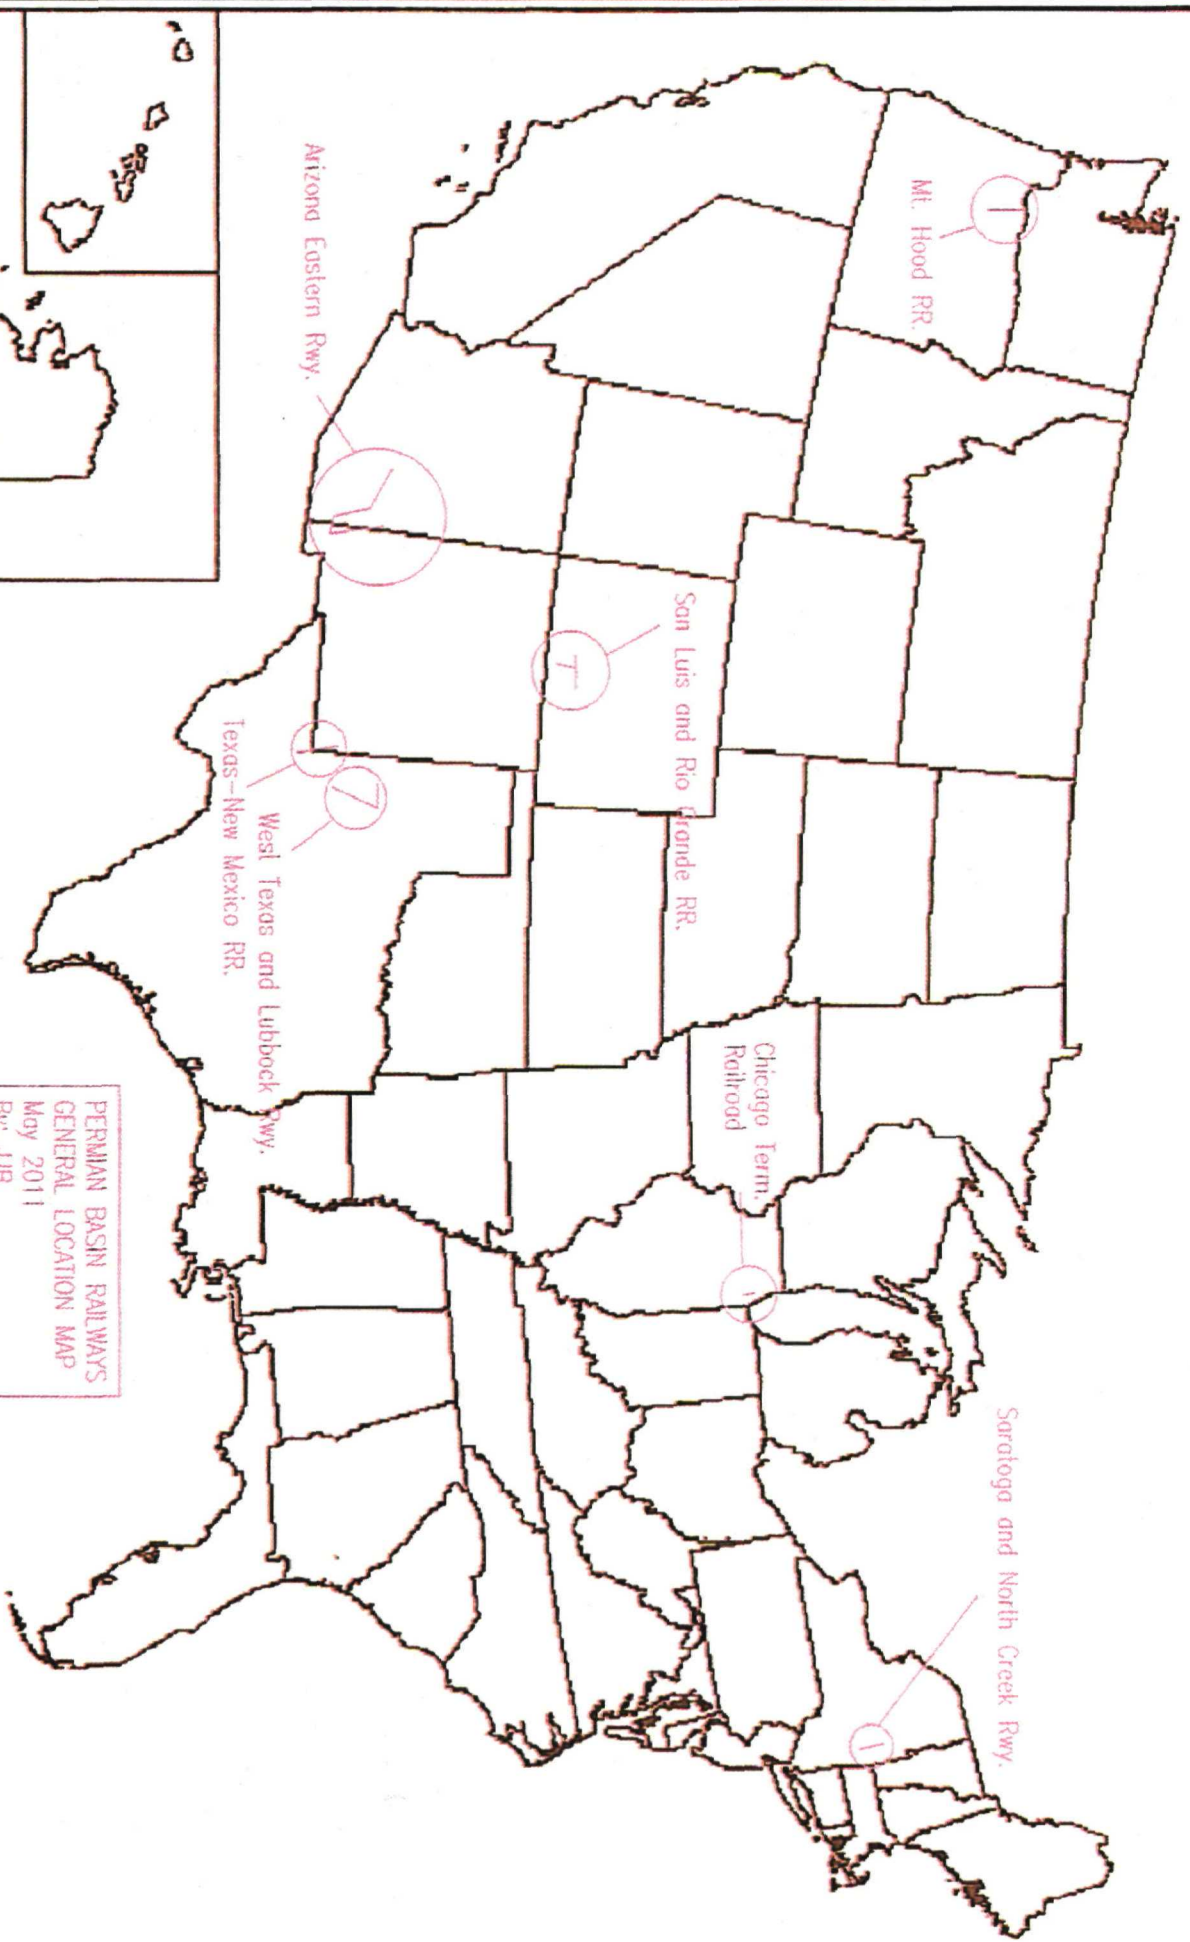 Mt. Hood RR.
Saratoga and North Creek Rwy.
Chicago Term.
Railroad
San Luis and Rio Grande RR.
Arizona Eastern Rwy.
West Texas and Lubbock Rwy.
Texas-New Mexico RR.
PERMIAN BASIN RAILWAYS
GENERAL LOCATION MAP
May 2011